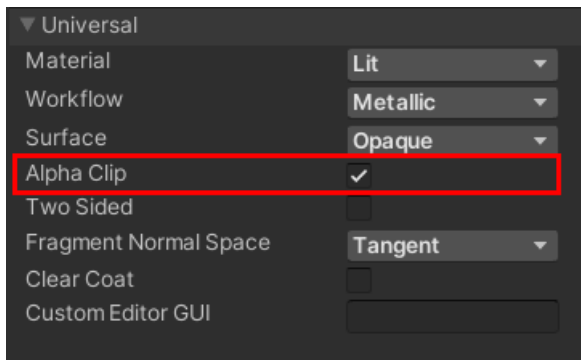 Universal
Material Lit
Workflow Metallic
Surface Opaque
Alpha Clip
Two Sided
Fragment Normal Space Tangent
Clear Coat
Custom Editor GUI